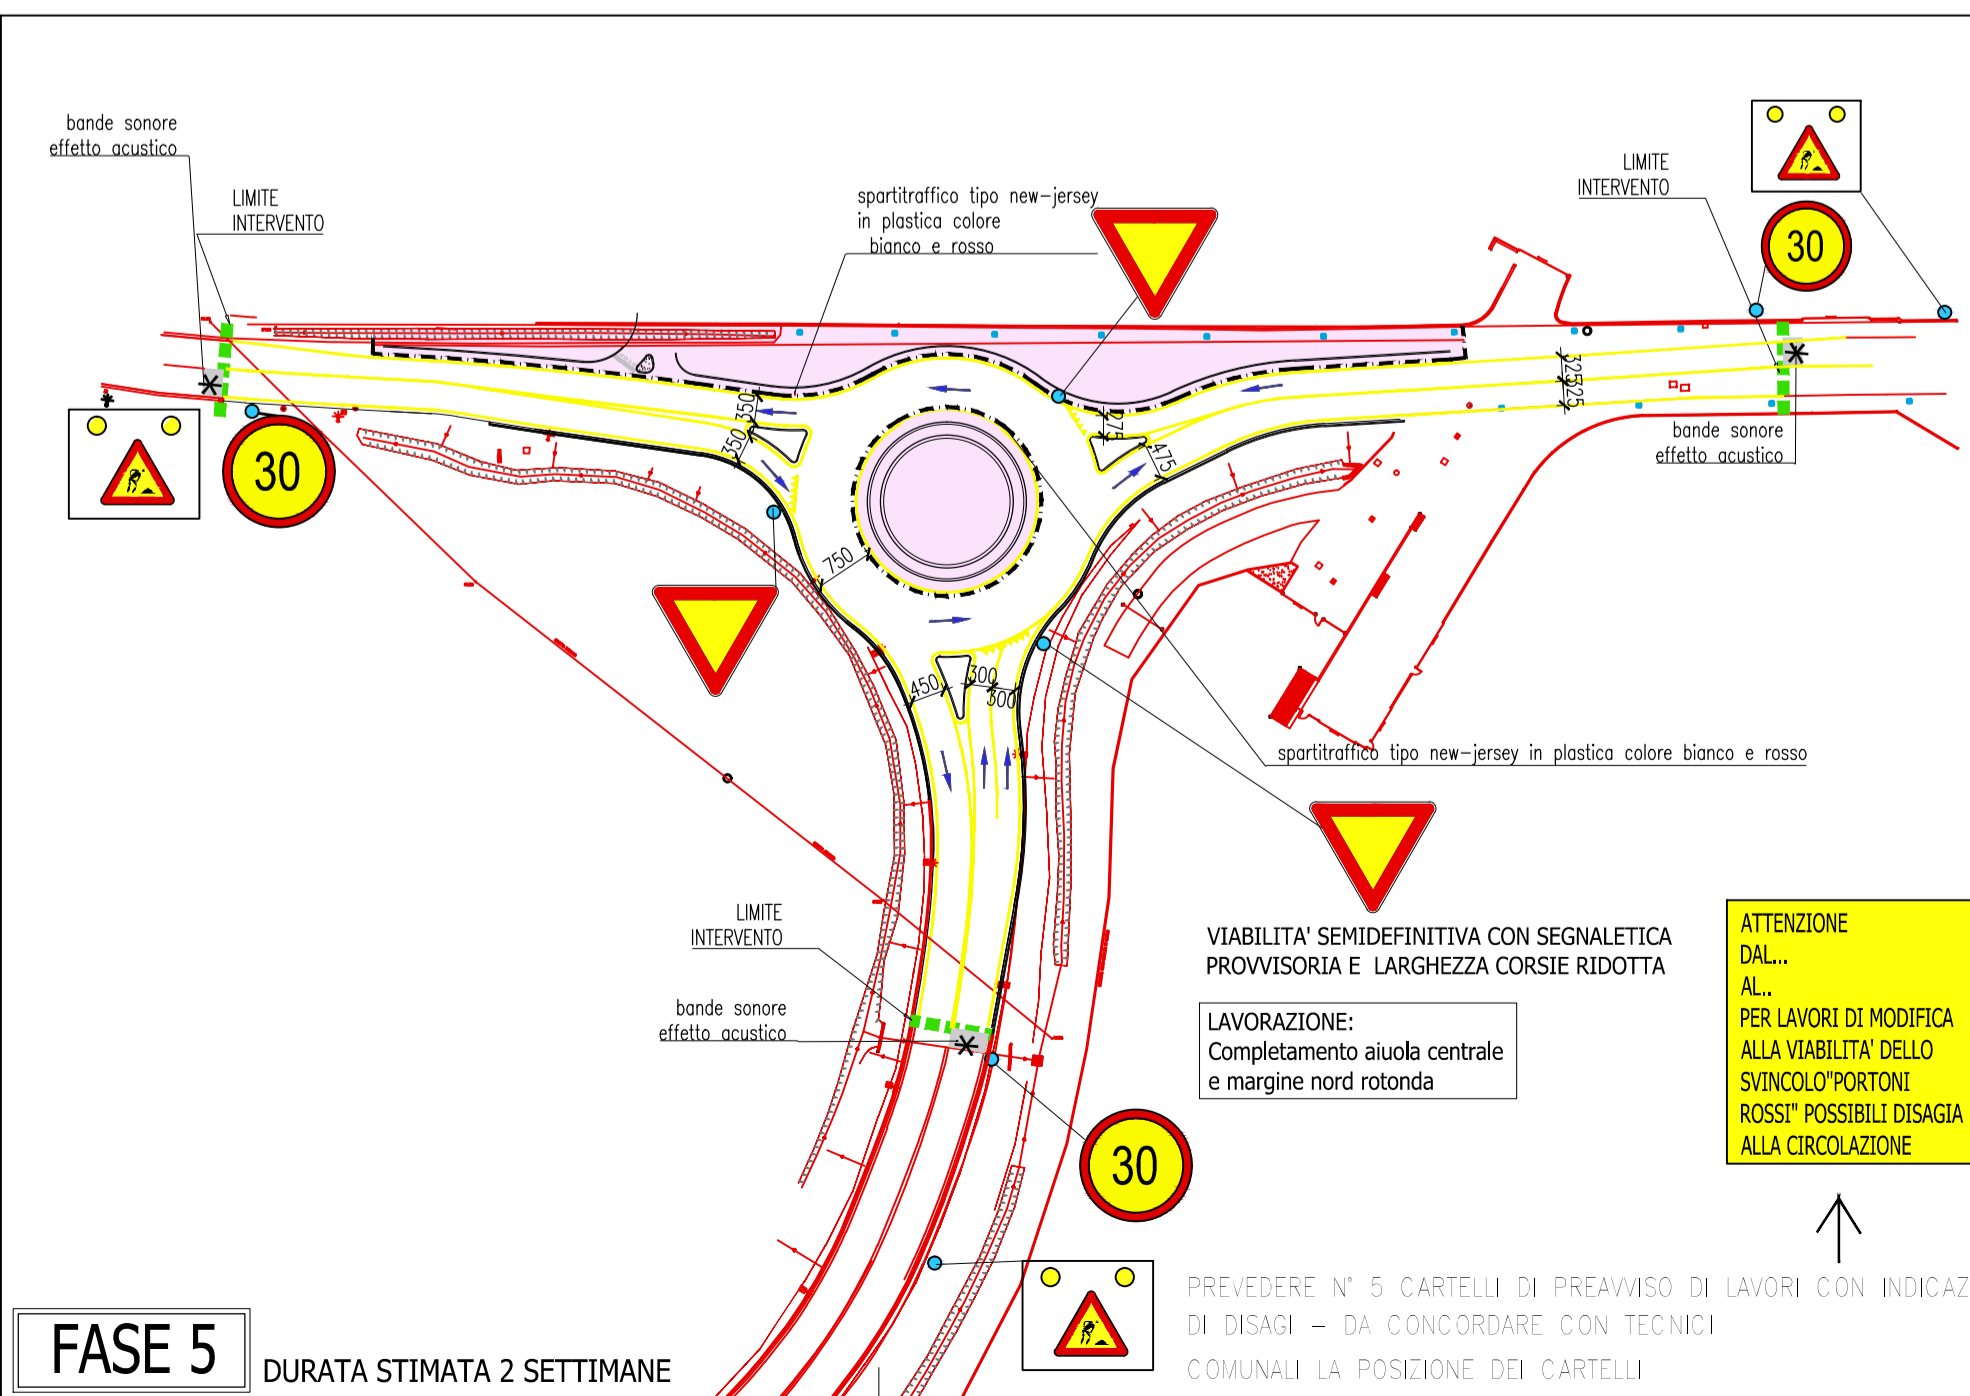 bande sonore
effetto acustico
LIMITE
INTERVENTO
spartitraffico tipo new-jersey
in plastica colore
bianco e rosso
LIMITE
INTERVENTO
30
325
325
bande sonore
effetto acustico
30
350
350
275
475
750
450
300
300
spartitraffico tipo new-jersey in plastica colore bianco e rosso
LIMITE
INTERVENTO
bande sonore
effetto acustico
VIABILITA' SEMIDEFINITIVA CON SEGNALETICA
PROVVISORIA E LARGHEZZA CORSIE RIDOTTA
LAVORAZIONE:
Completamento aiuola centrale
e margine nord rotonda
ATTENZIONE
DAL...
AL..
PER LAVORI DI MODIFICA
ALLA VIABILITA' DELLO
SVINCOLO"PORTONI
ROSSI" POSSIBILI DISAGIA
ALLA CIRCOLAZIONE
30
PREVEDERE N° 5 CARTELLI DI PREAVVISO DI LAVORI CON INDICAZ
DI DISAGI – DA CONCORDARE CON TECNICI
COMUNALI LA POSIZIONE DEI CARTELLI
FASE 5
DURATA STIMATA 2 SETTIMANE